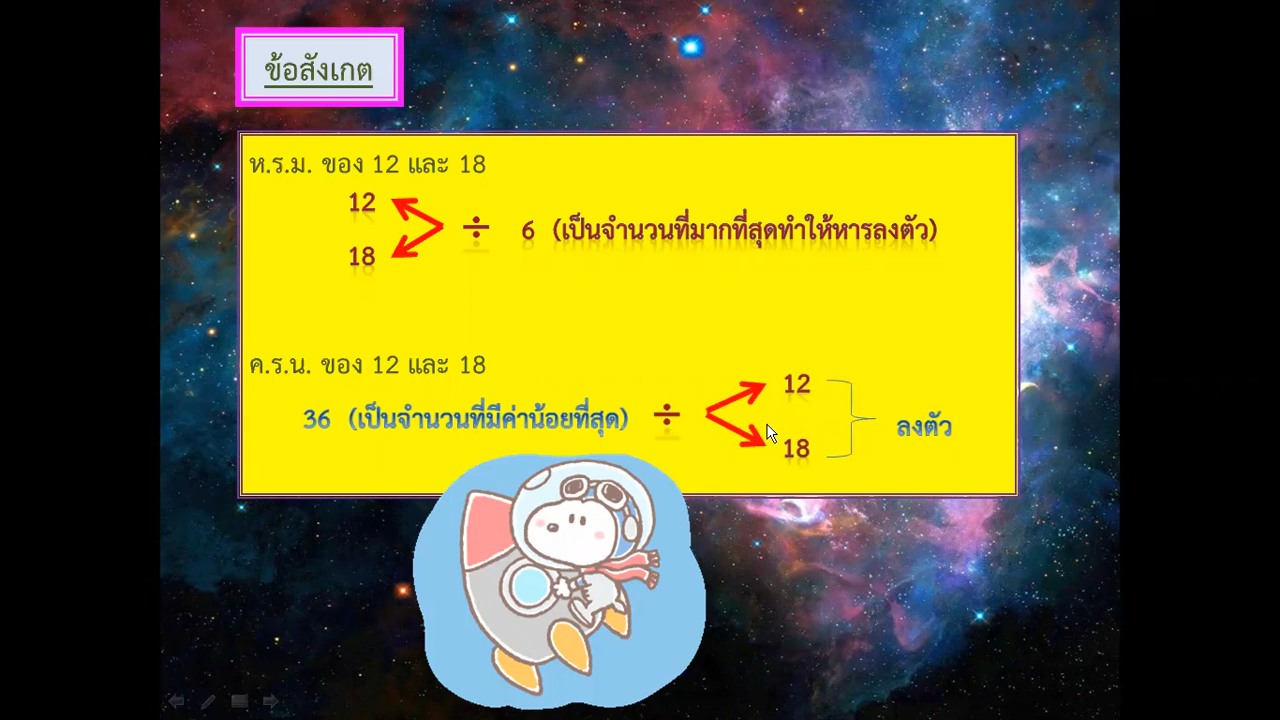 ข้อสังเกต
ห.ร.ม. ของ 12 และ 18
12
÷ 6 (เป็นจำนวนที่มากที่สุดทำให้หารลงตัว)
18
ค.ร.น. ของ 12 และ 18
12
36 (เป็นจำนวนที่มีค่าน้อยที่สุด) ÷
ลงตัว
18